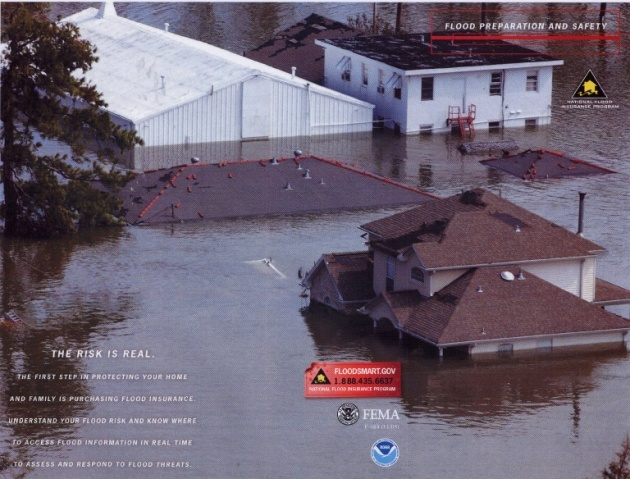 FLOOD PREPARATION AND SAFETY
NATIONAL FLOOD
INSURANCE PROGRAM
THE RISK IS REAL.
THE FIRST STEP IN PROTECTING YOUR HOME
AND FAMILY IS PURCHASING FLOOD INSURANCE.
UNDERSTAND YOUR FLOOD RISK AND KNOW WHERE
TO ACCESS FLOOD INFORMATION IN REAL TIME
TO ASSESS AND RESPOND TO FLOOD THREATS.
FLOODSMART.GOV
1.888.435.6637
NATIONAL FLOOD INSURANCE PROGRAM
FEMA